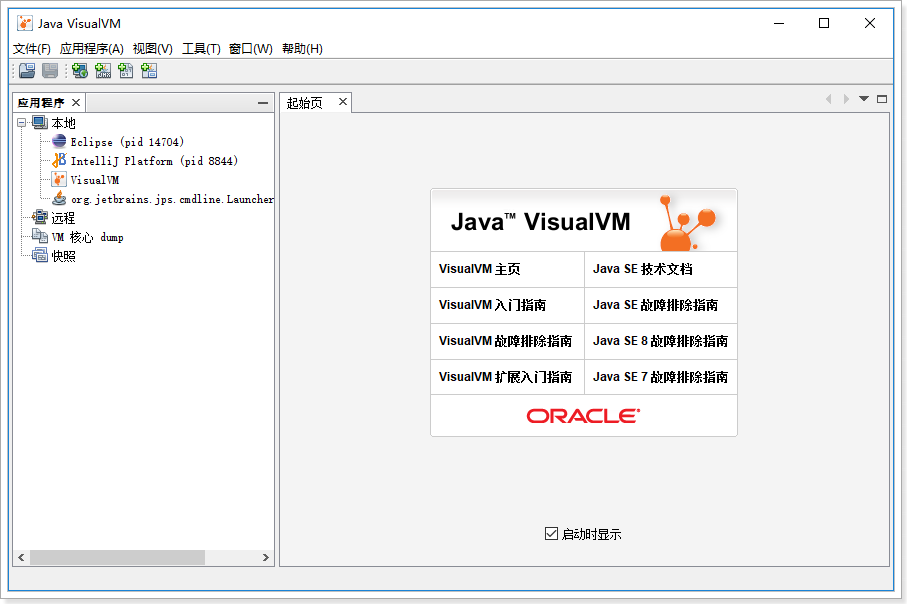 Java VisualVM
文件(F) 应用程序(A) 视图(V) 工具(T) 窗口(W) 帮助(H)
应用程序
本地
Eclipse (pid 14704)
IntelliJ Platform (pid 8844)
VisualVM
org.jetbrains.jps.cmdline.Launcher
远程
VM 核心 dump
快照
起始页
Java™ VisualVM
VisualVM 主页
Java SE 技术文档
VisualVM 入门指南
Java SE 故障排除指南
VisualVM 故障排除指南
Java SE 8 故障排除指南
VisualVM 扩展入门指南
Java SE 7 故障排除指南
ORACLE
启动时显示